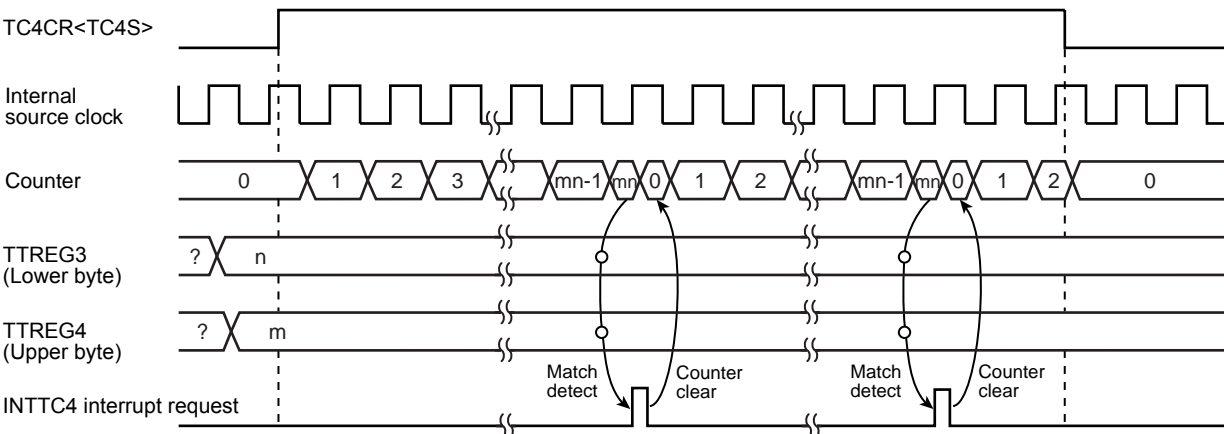 TC4CR<TC4S>
Internal
source clock
Counter
0 1 2 3 mn-1 mn 0 1 2 mn-1 mn 0 1 2 0
TTREG3
(Lower byte)
? n
TTREG4
(Upper byte)
? m
Match
detect
Counter
clear
Match
detect
Counter
clear
INTTC4 interrupt request